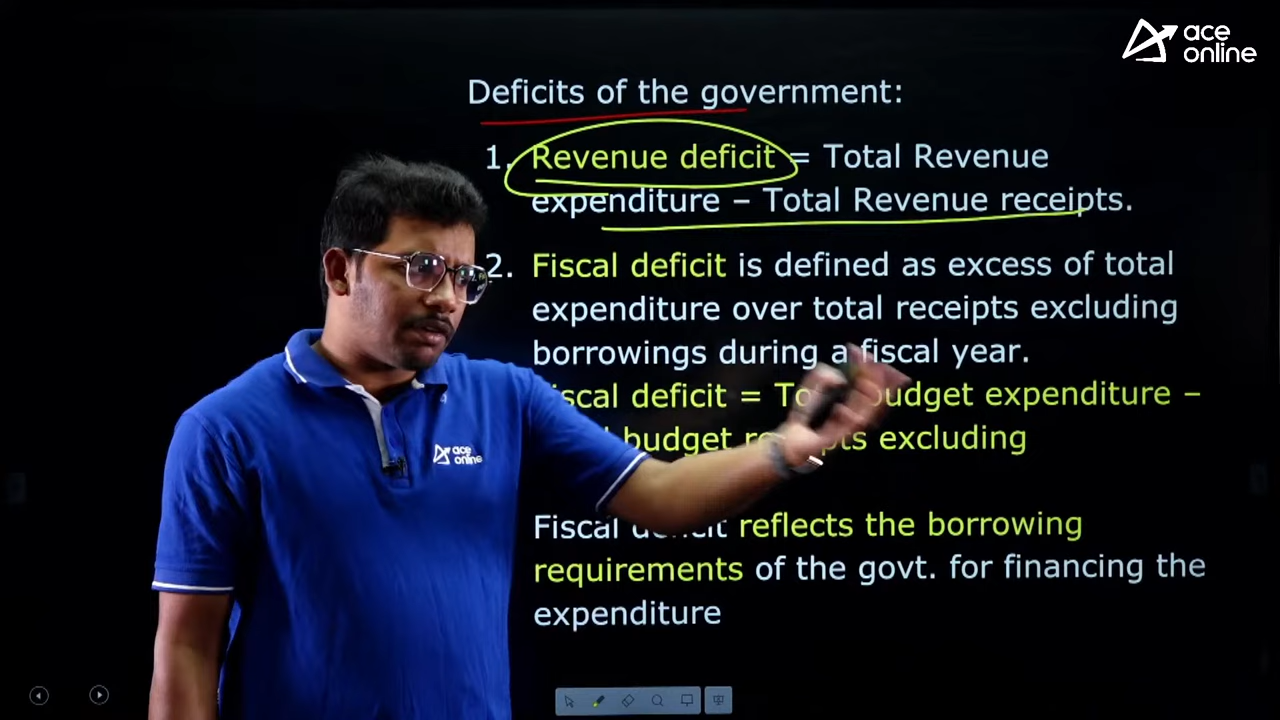 ace
online
Deficits of the government:
1. Revenue deficit = Total Revenue
expenditure – Total Revenue receipts.
2. Fiscal deficit is defined as excess of total
expenditure over total receipts excluding
borrowings during a fiscal year.
deficit = budget expenditure –
budget excluding
Fiscal reflects the borrowing
requirements of the govt. for financing the
expenditure
ace
online